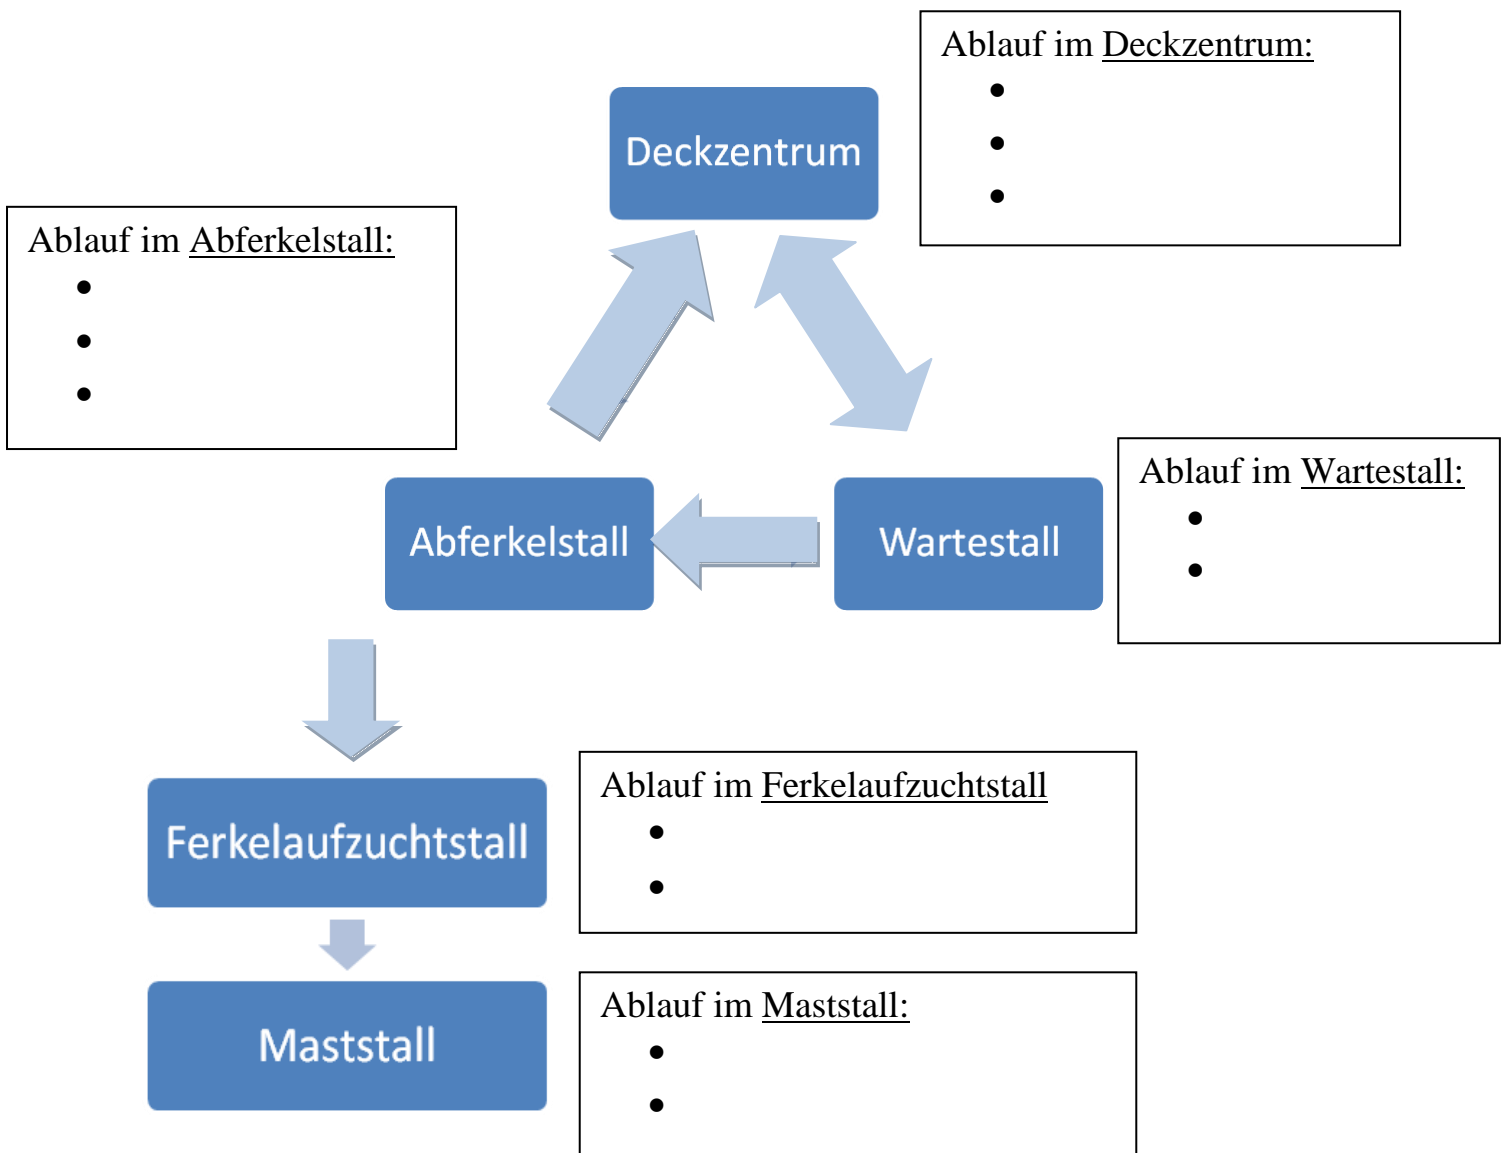 Ablauf im Deckzentrum:
•
•
•
Deckzentrum
Ablauf im Abferkelstall:
•
•
•
Abferkelstall
Wartestall
Ablauf im Wartestall:
•
•
Ferkelaufzuchtstall
Ablauf im Ferkelaufzuchtstall
•
•
Maststall
Ablauf im Maststall:
•
•